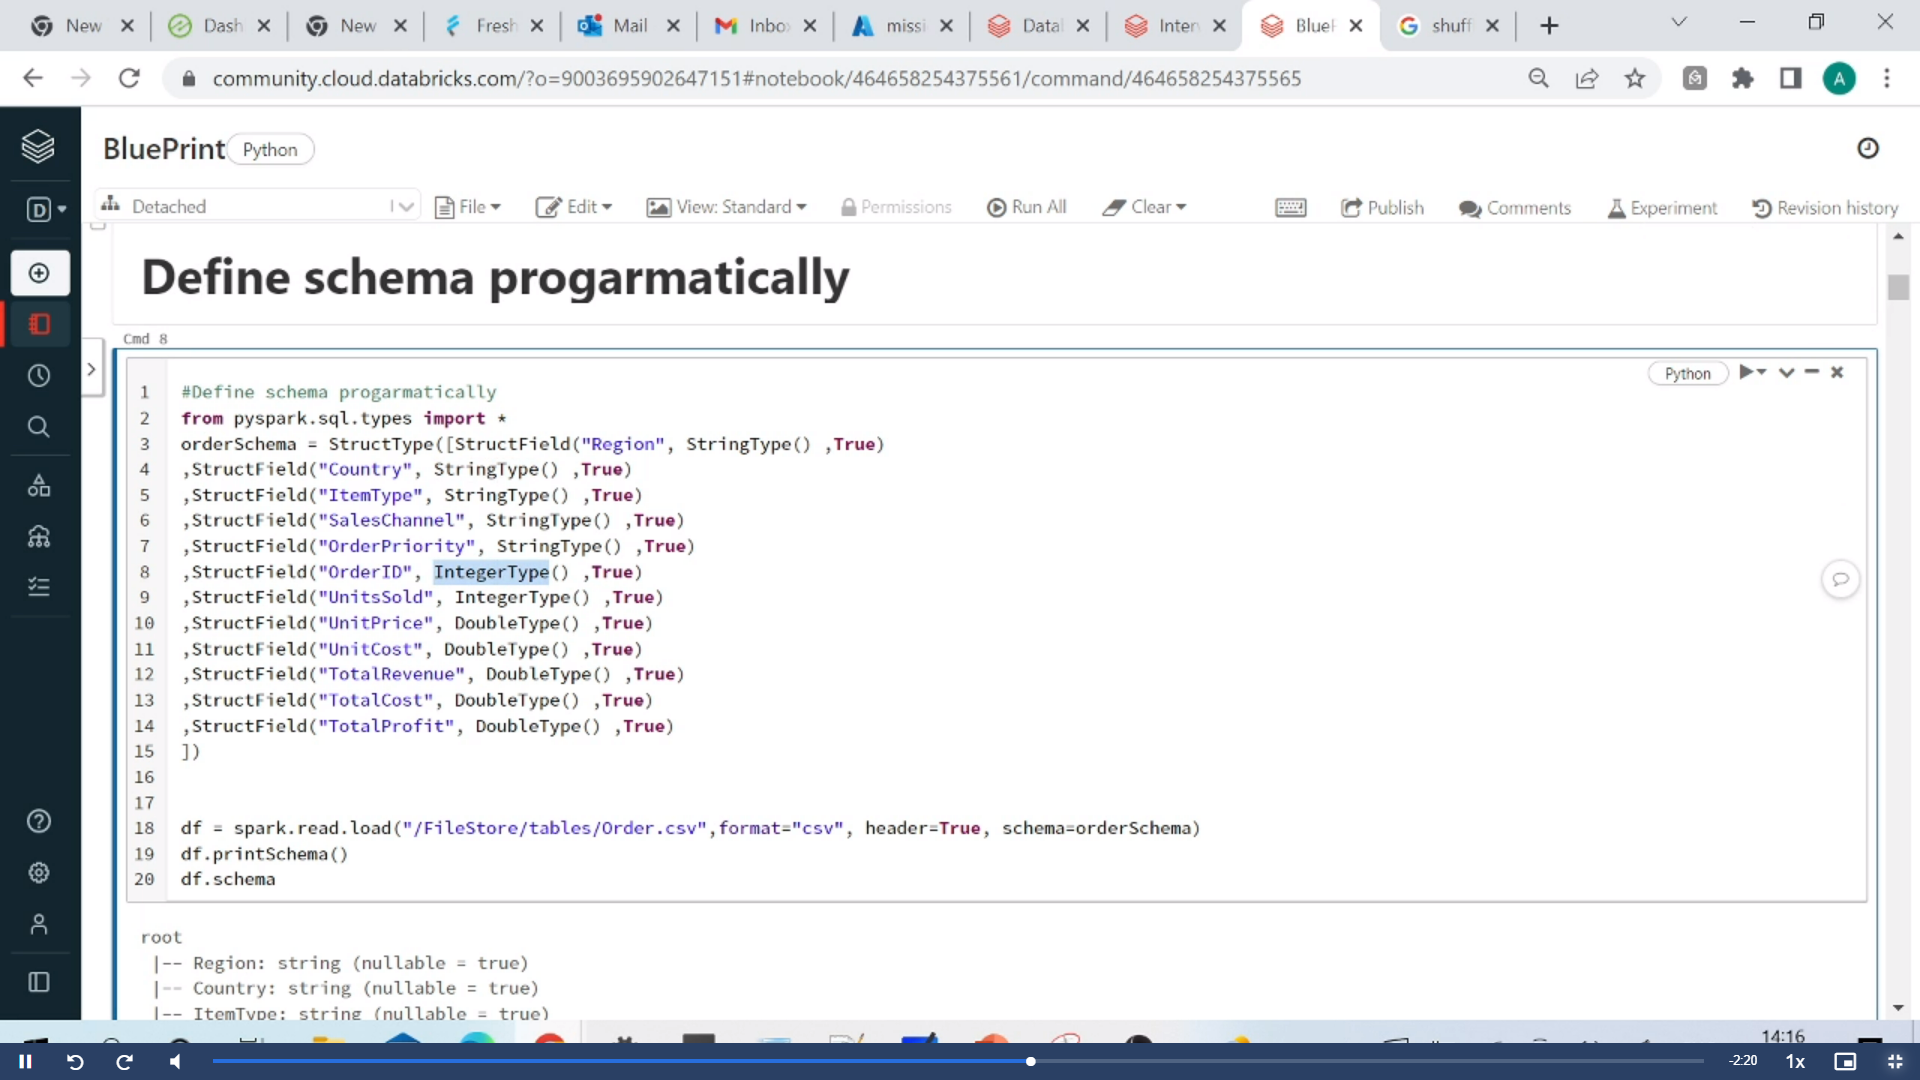 New
Dash
New
Fresh
Mail
Inbo
missi
Datal
Inter
BlueP
shuff
community.cloud.databricks.com/?o=9003695902647151#notebook/464658254375561/command/464658254375565
A
BluePrint
Python
D
Detached
File
Edit
View: Standard
Permissions
Run All
Clear
Publish
Comments
Experiment
Revision history
Define schema progarmatically
Cmd 8
Python
1 #Define schema progarmatically
2 from pyspark.sql.types import *
3 orderSchema = StructType([StructField("Region", StringType() ,True)
4 ,StructField("Country", StringType() ,True)
5 ,StructField("ItemType", StringType() ,True)
6 ,StructField("SalesChannel", StringType() ,True)
7 ,StructField("OrderPriority", StringType() ,True)
8 ,StructField("OrderID", IntegerType() ,True)
9 ,StructField("UnitsSold", IntegerType() ,True)
10 ,StructField("UnitPrice", DoubleType() ,True)
11 ,StructField("UnitCost", DoubleType() ,True)
12 ,StructField("TotalRevenue", DoubleType() ,True)
13 ,StructField("TotalCost", DoubleType() ,True)
14 ,StructField("TotalProfit", DoubleType() ,True)
15 ])
16
17
18 df = spark.read.load("/FileStore/tables/Order.csv",format="csv", header=True, schema=orderSchema)
19 df.printSchema()
20 df.schema
root
|-- Region: string (nullable = true)
|-- Country: string (nullable = true)
|-- ItemType: string (nullable = true)
14:16
-2:20
1x